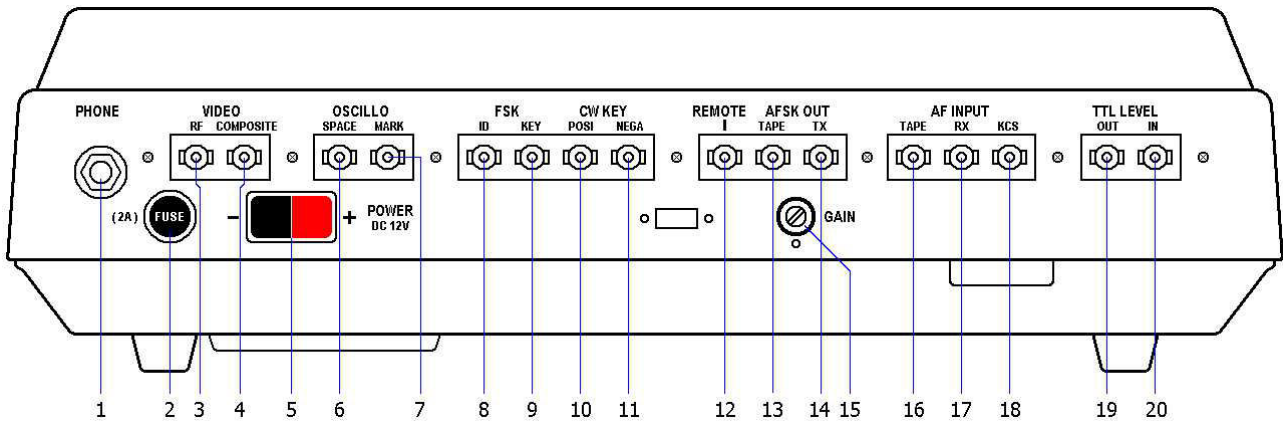 PHONE VIDEO OSCILLO FSK CW KEY REMOTE AFSK OUT AF INPUT TTL LEVEL
RF COMPOSITE SPACE MARK ID KEY POSI NEGA I TAPE TX TAPE RX KCS OUT IN
(2A) FUSE - + POWER GAIN
DC 12V
1 2 3 4 5 6 7 8 9 10 11 12 13 14 15 16 17 18 19 20